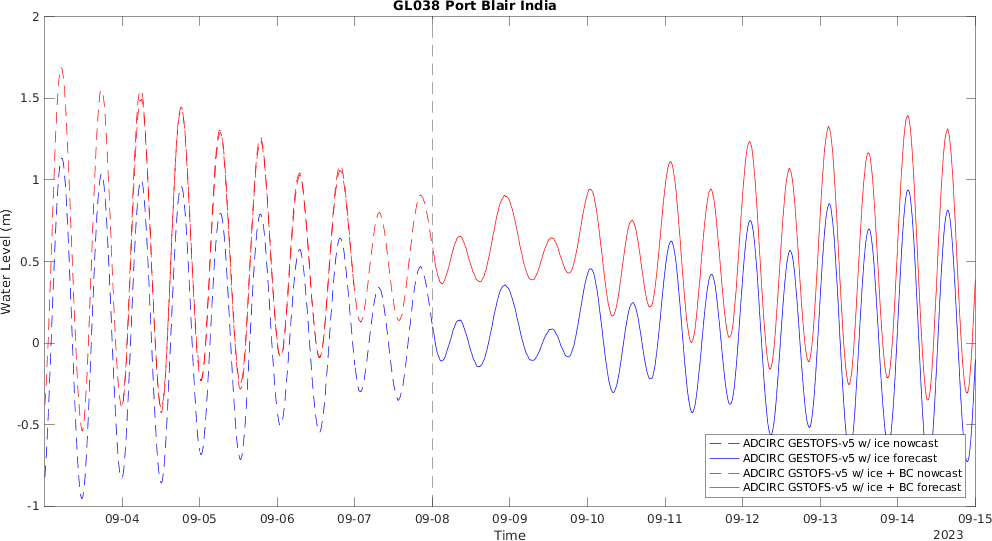 GL038 Port Blair India
2
1.5
1
0.5
0
-0.5
-1
Water Level (m)
ADCIRC GESTOFS-v5 w/ ice nowcast
ADCIRC GESTOFS-v5 w/ ice forecast
ADCIRC GSTOFS-v5 w/ ice + BC nowcast
ADCIRC GSTOFS-v5 w/ ice + BC forecast
09-04 09-05 09-06 09-07 09-08 09-09 09-10 09-11 09-12 09-13 09-14 09-15
Time
2023